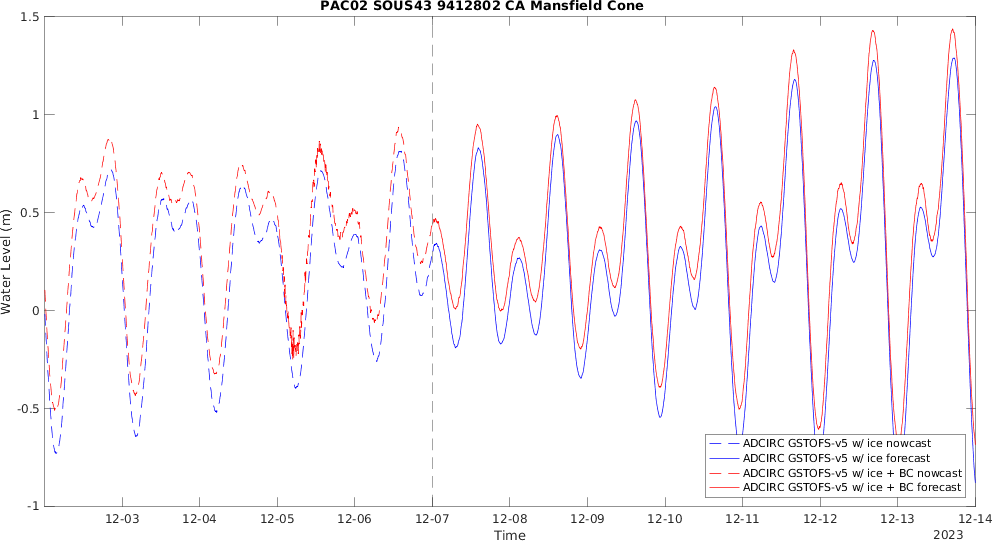 PAC02 SOUS43 9412802 CA Mansfield Cone
Water Level (m)
1.5
1
0.5
0
-0.5
-1
12-03 12-04 12-05 12-06 12-07 12-08 12-09 12-10 12-11 12-12 12-13 12-14
Time
2023
ADCIRC GSTOFS-v5 w/ ice nowcast
ADCIRC GSTOFS-v5 w/ ice forecast
ADCIRC GSTOFS-v5 w/ ice + BC nowcast
ADCIRC GSTOFS-v5 w/ ice + BC forecast